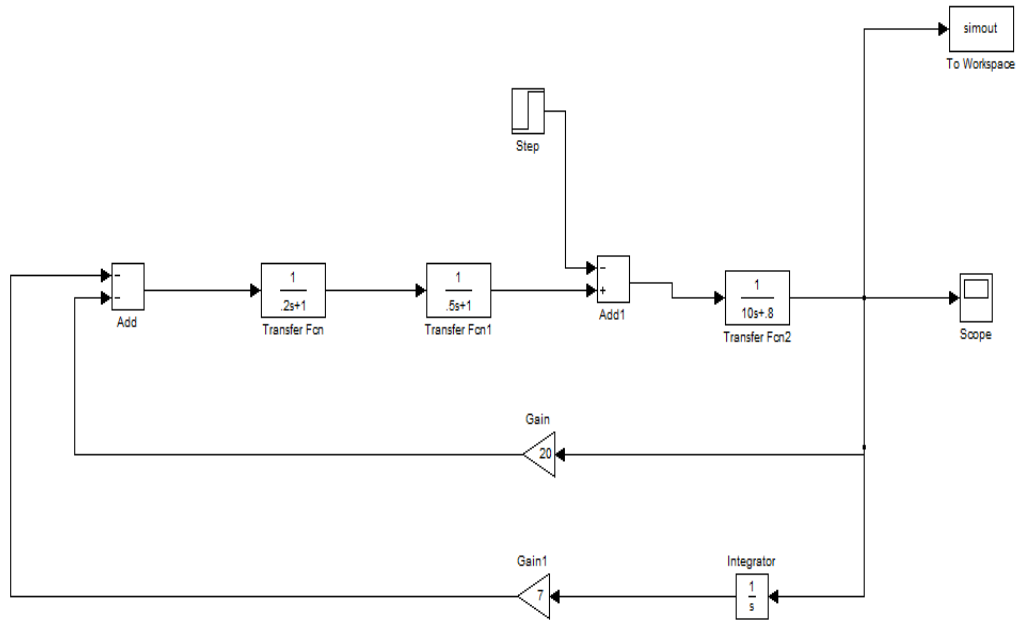 simout
To Workspace
Step
−
−
Add
1
.2s+1
Transfer Fcn
1
.5s+1
Transfer Fcn1
−
+
Add1
1
10s+.8
Transfer Fcn2
Scope
Gain
20
Gain1
7
Integrator
1
s